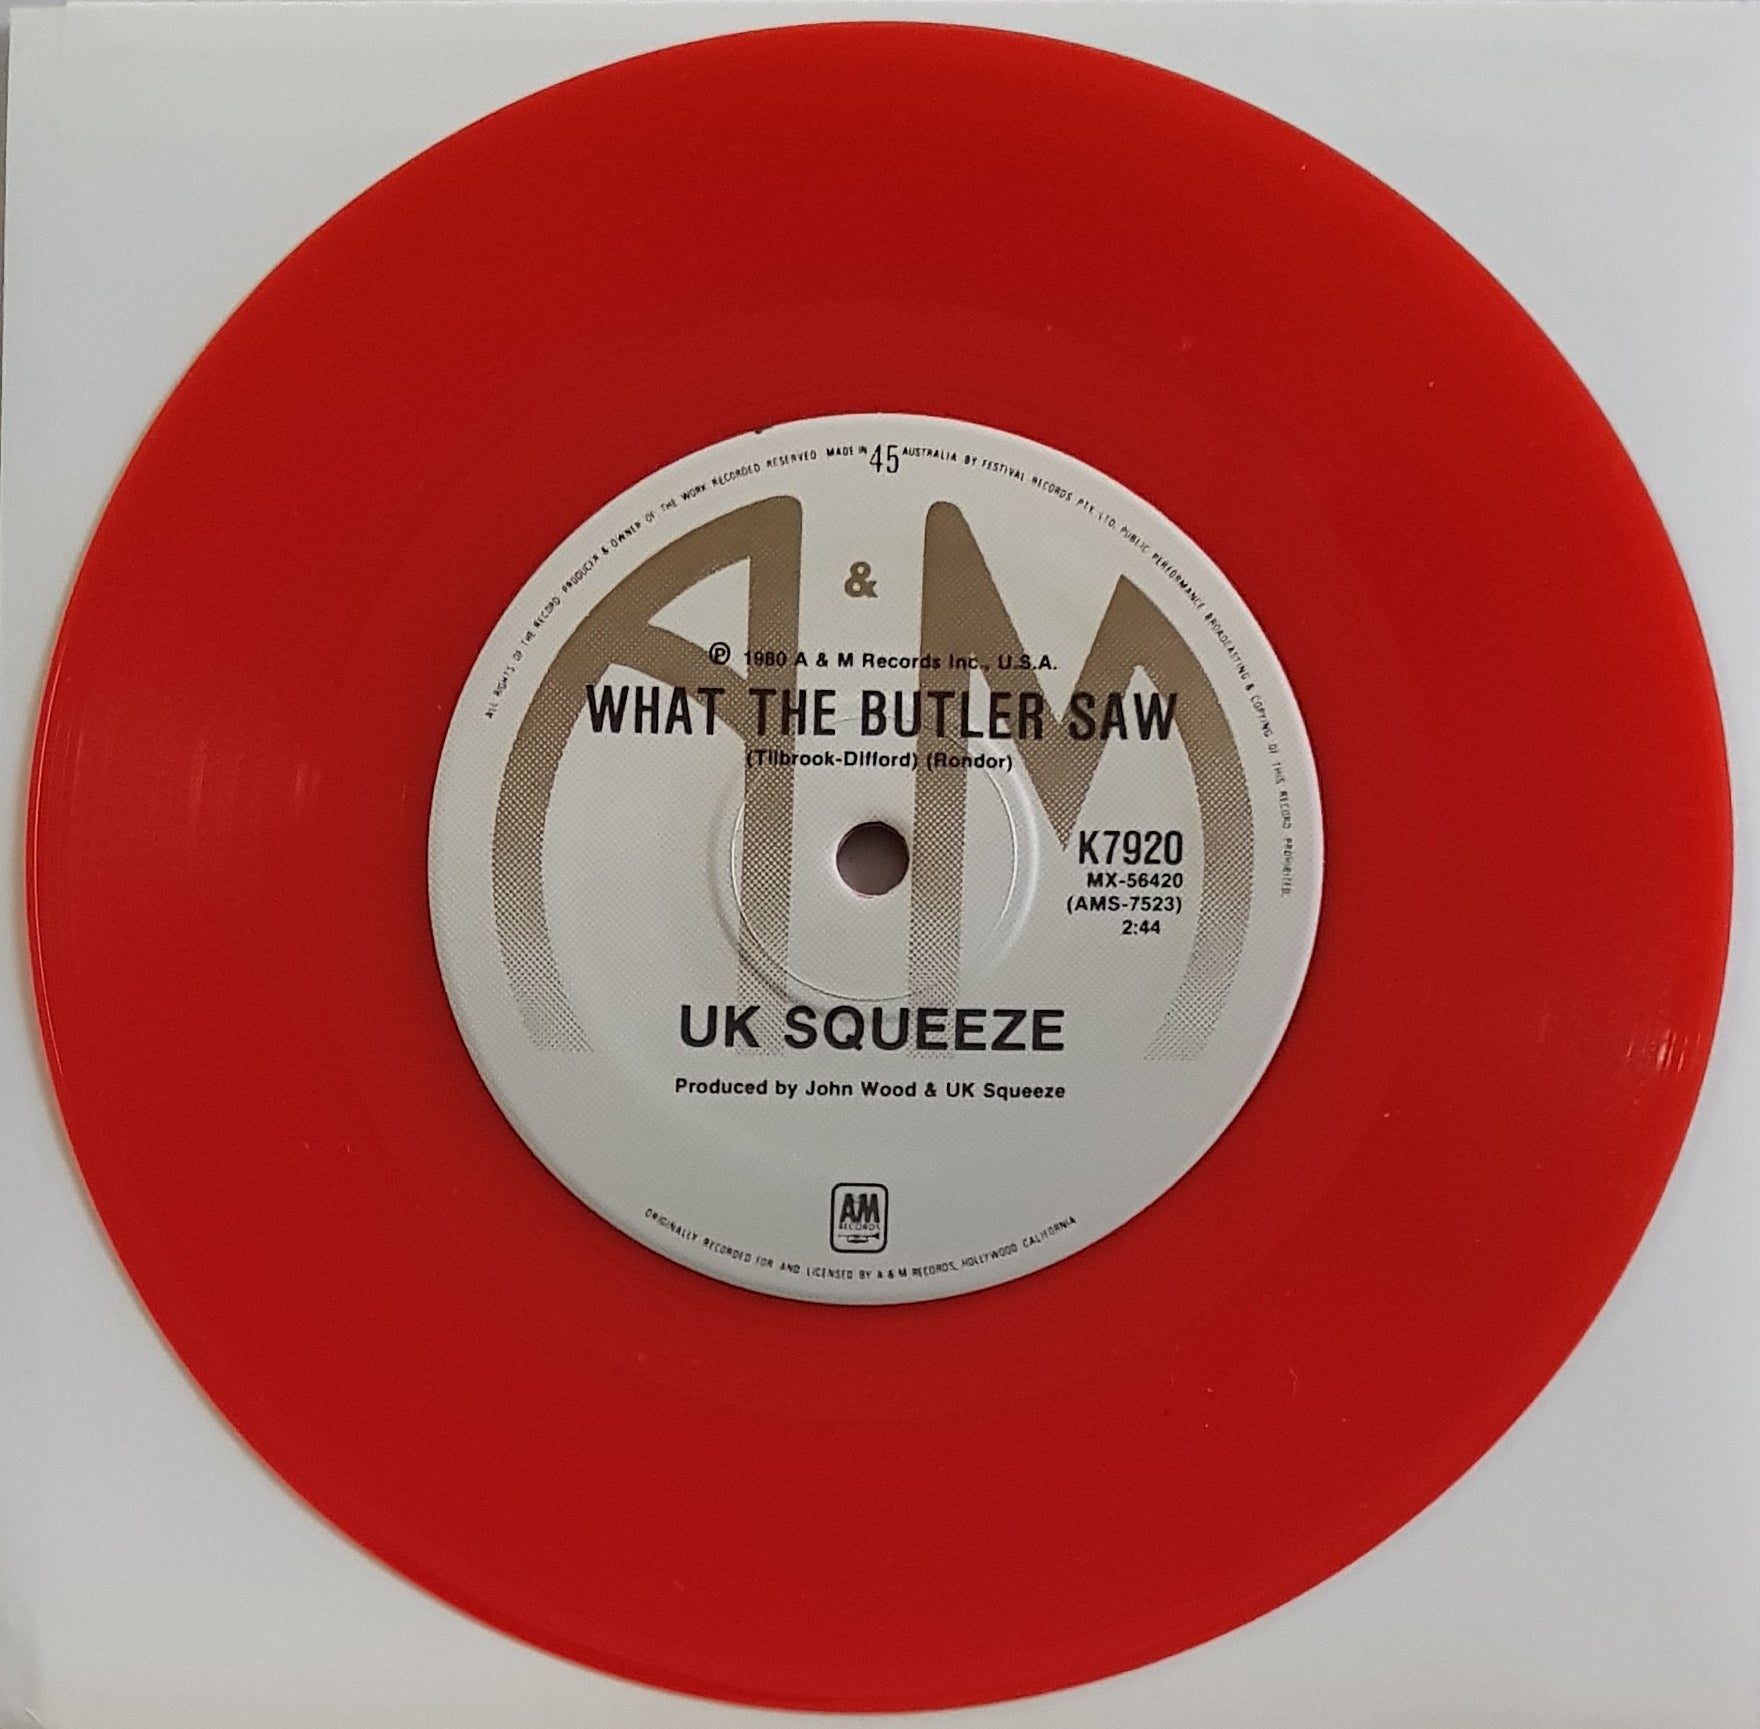 ALL RIGHTS OF THE RECORD PRODUCER & OWNER OF THE WORK RECORDED RESERVED MADE IN 45 AUSTRALIA BY FESTIVAL RECORDS PTY. LTD. PUBLIC PERFORMANCE BROADCASTING & COPYING OF THIS RECORD PROHIBITED.
A & M
℗ 1980 A & M Records Inc., U.S.A.
WHAT THE BUTLER SAW
(Tilbrook-Difford) (Rondor)
K7920
MX-56420
(AMS-7523)
2:44
UK SQUEEZE
Produced by John Wood & UK Squeeze
A&M
RECORDS
ORIGINALLY RECORDED FOR AND LICENSED BY A & M RECORDS, HOLLYWOOD CALIFORNIA